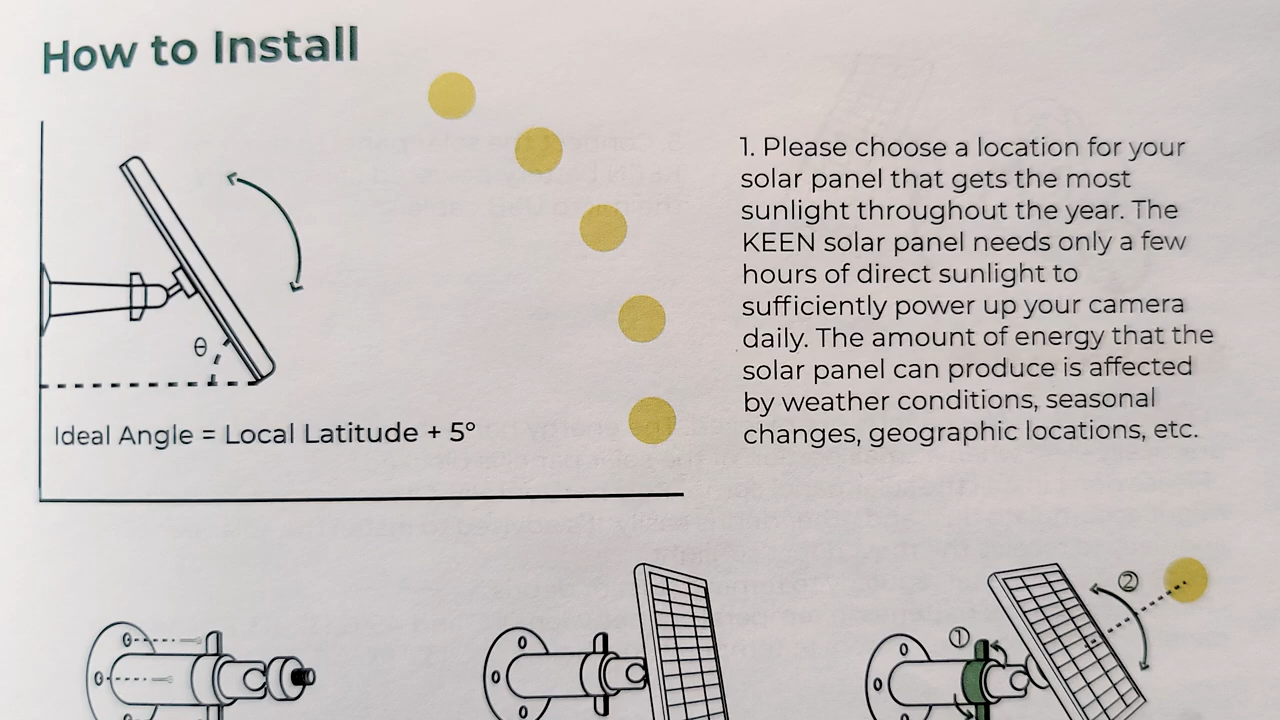 How to Install
θ
Ideal Angle = Local Latitude + 5°
1. Please choose a location for your
solar panel that gets the most
sunlight throughout the year. The
KEEN solar panel needs only a few
hours of direct sunlight to
sufficiently power up your camera
daily. The amount of energy that the
solar panel can produce is affected
by weather conditions, seasonal
changes, geographic locations, etc.
①
②